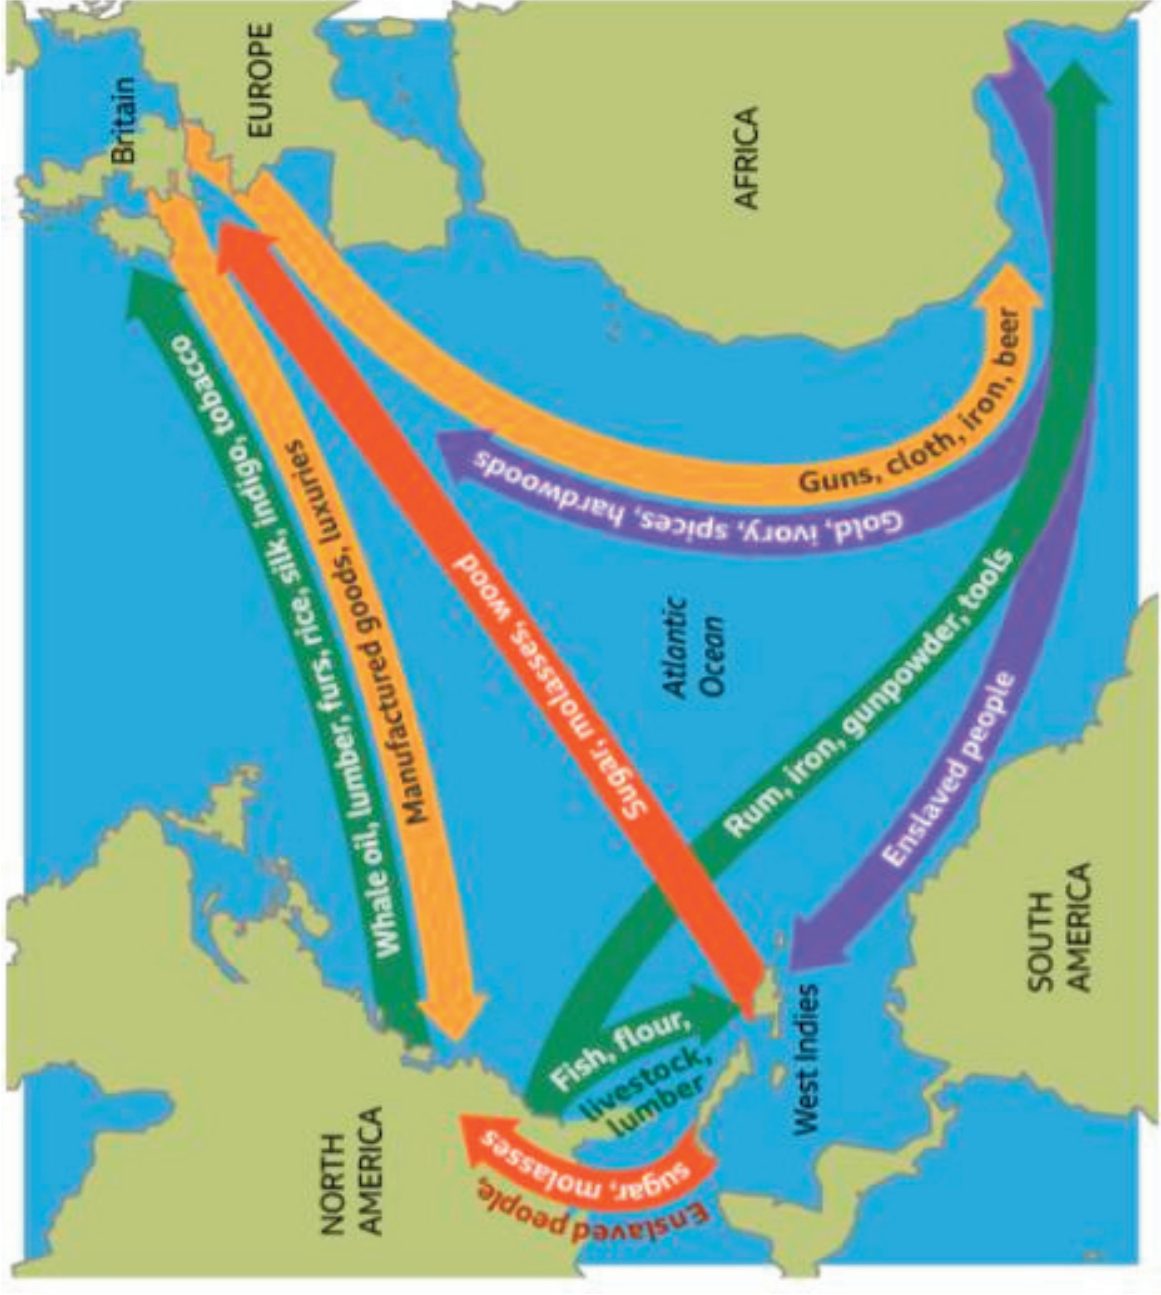 Britain
EUROPE
NORTH
AMERICA
Whale oil, lumber, furs, rice, silk, indigo, tobacco
Manufactured goods, luxuries
Sugar, molasses, wood
Enslaved people,
sugar, molasses
Fish, flour,
livestock,
lumber
Gold, ivory, spices, hardwoods
Guns, cloth, iron, beer
Atlantic
Ocean
AFRICA
Rum, iron, gunpowder, tools
Enslaved people
West Indies
SOUTH
AMERICA